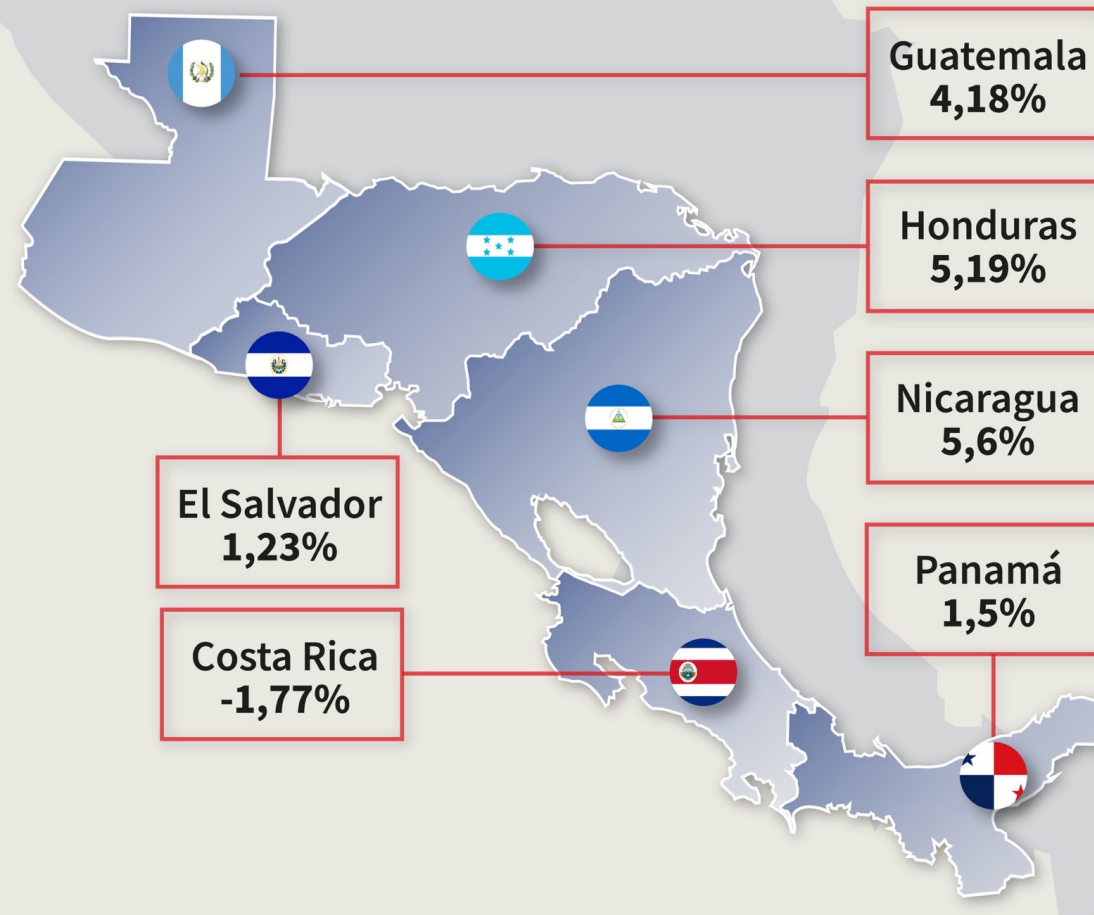 Guatemala
4,18%
Honduras
5,19%
Nicaragua
5,6%
El Salvador
1,23%
Panamá
1,5%
Costa Rica
-1,77%